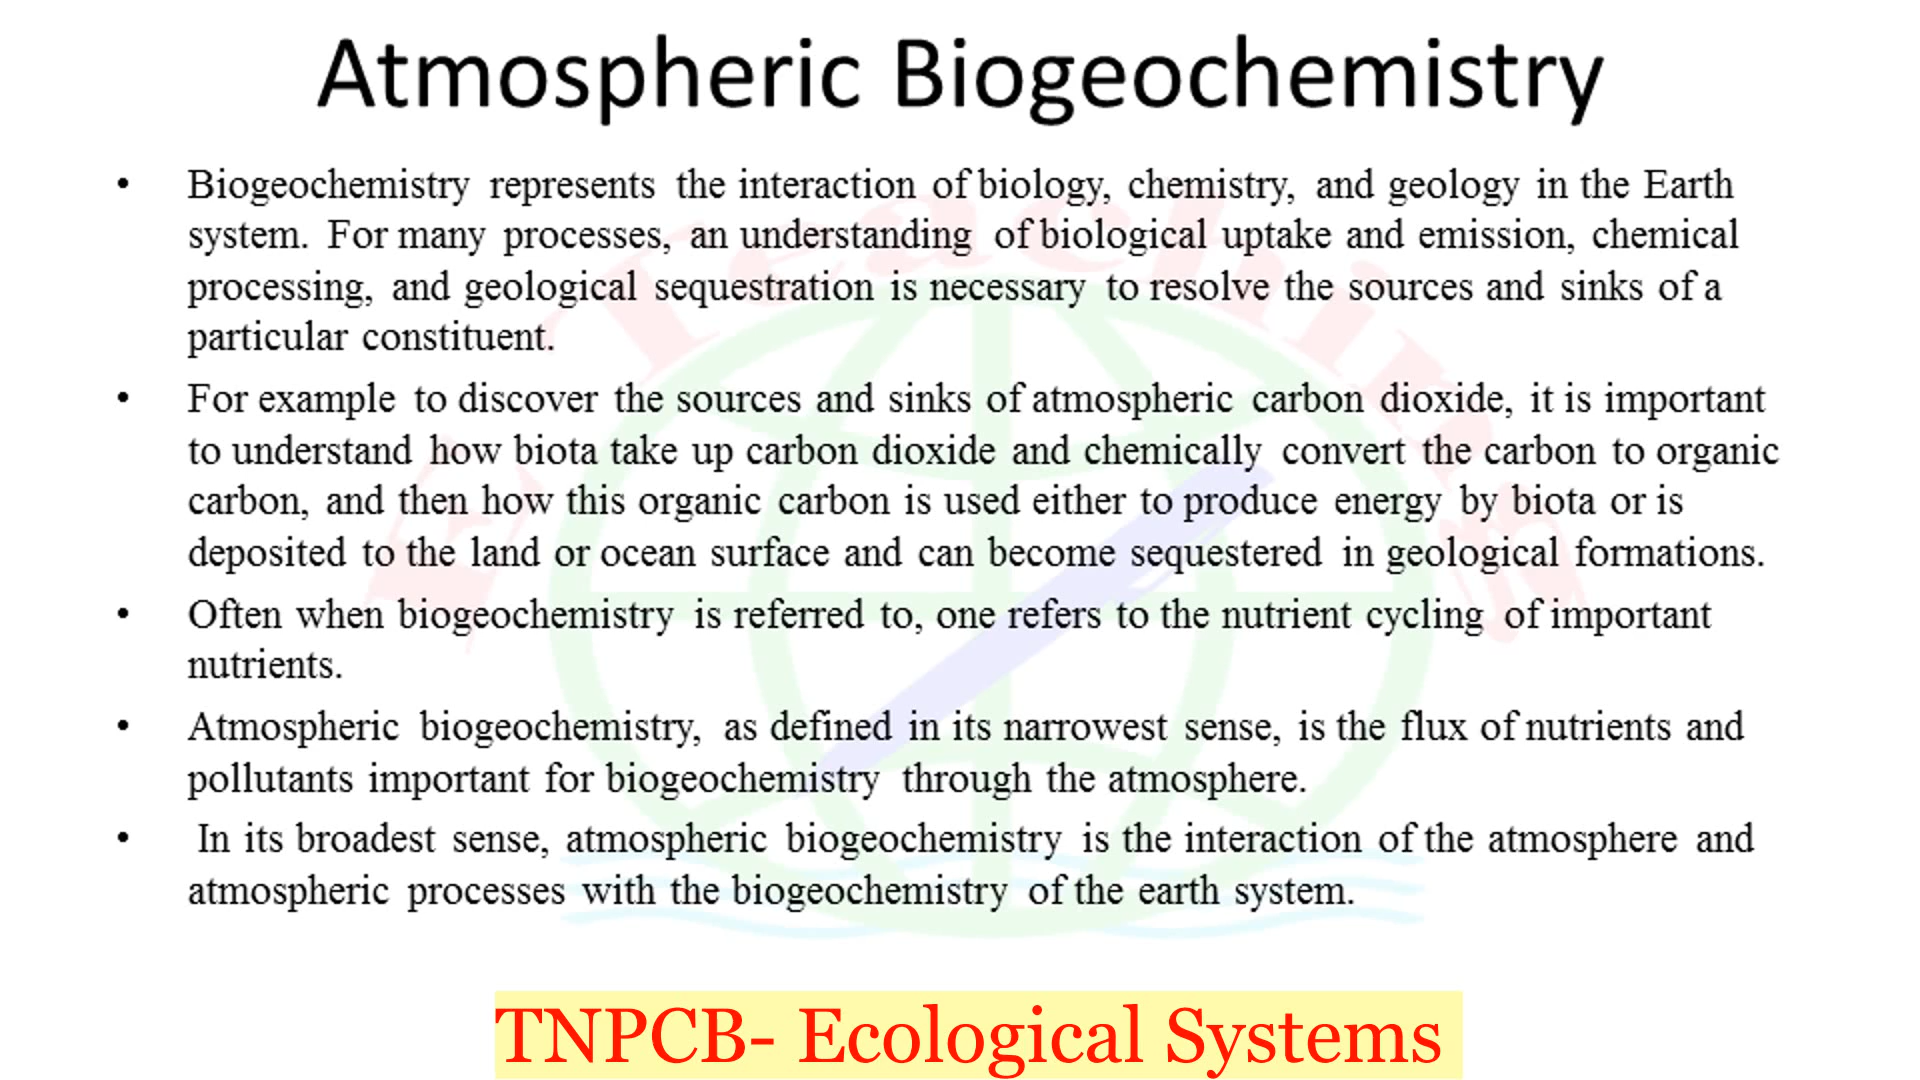 Atmospheric Biogeochemistry
• Biogeochemistry represents the interaction of biology, chemistry, and geology in the Earth
system. For many processes, an understanding of biological uptake and emission, chemical
processing, and geological sequestration is necessary to resolve the sources and sinks of a
particular constituent.
• For example to discover the sources and sinks of atmospheric carbon dioxide, it is important
to understand how biota take up carbon dioxide and chemically convert the carbon to organic
carbon, and then how this organic carbon is used either to produce energy by biota or is
deposited to the land or ocean surface and can become sequestered in geological formations.
• Often when biogeochemistry is referred to, one refers to the nutrient cycling of important
nutrients.
• Atmospheric biogeochemistry, as defined in its narrowest sense, is the flux of nutrients and
pollutants important for biogeochemistry through the atmosphere.
• In its broadest sense, atmospheric biogeochemistry is the interaction of the atmosphere and
atmospheric processes with the biogeochemistry of the earth system.
TNPCB- Ecological Systems